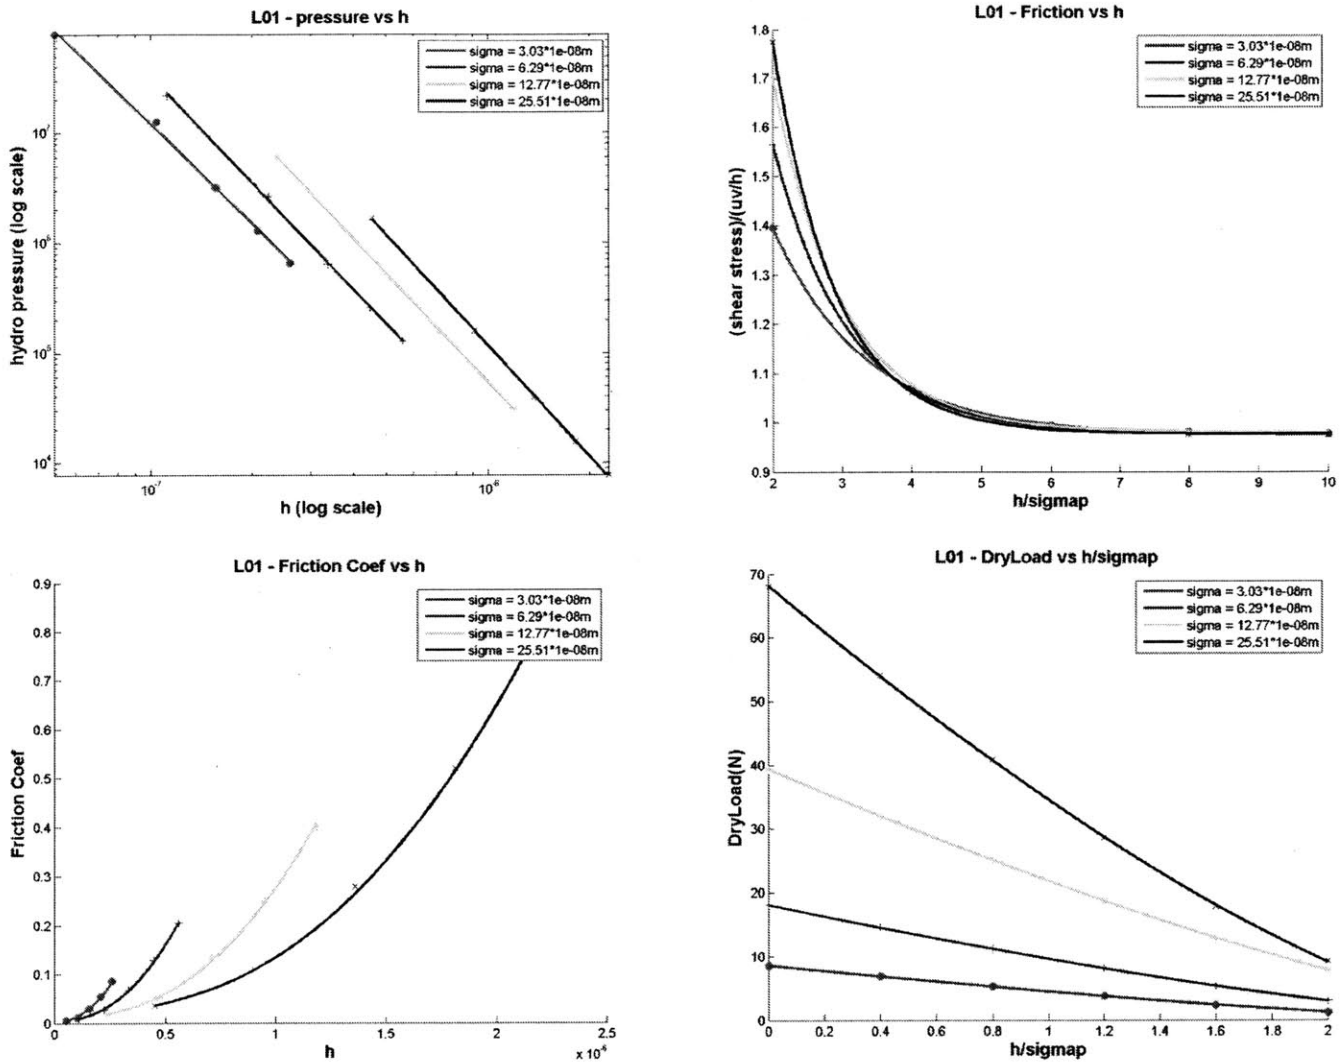 L01 - pressure vs h
sigma = 3.03*1e-08m
sigma = 6.29*1e-08m
sigma = 12.77*1e-08m
sigma = 25.51*1e-08m
hydro pressure (log scale)
10^7
10^6
10^5
10^4
10^-7
10^-6
h (log scale)
L01 - Friction vs h
sigma = 3.03*1e-08m
sigma = 6.29*1e-08m
sigma = 12.77*1e-08m
sigma = 25.51*1e-08m
(shear stress)/(uv/h)
1.8
1.7
1.6
1.5
1.4
1.3
1.2
1.1
1
0.9
2 3 4 5 6 7 8 9 10
h/sigmap
L01 - Friction Coef vs h
sigma = 3.03*1e-08m
sigma = 6.29*1e-08m
sigma = 12.77*1e-08m
sigma = 25.51*1e-08m
Friction Coef
0.9
0.8
0.7
0.6
0.5
0.4
0.3
0.2
0.1
0
0 0.5 1 1.5 2 2.5
h
x 10^-6
L01 - DryLoad vs h/sigmap
sigma = 3.03*1e-08m
sigma = 6.29*1e-08m
sigma = 12.77*1e-08m
sigma = 25.51*1e-08m
DryLoad(N)
70
60
50
40
30
20
10
0
0 0.2 0.4 0.6 0.8 1 1.2 1.4 1.6 1.8 2
h/sigmap